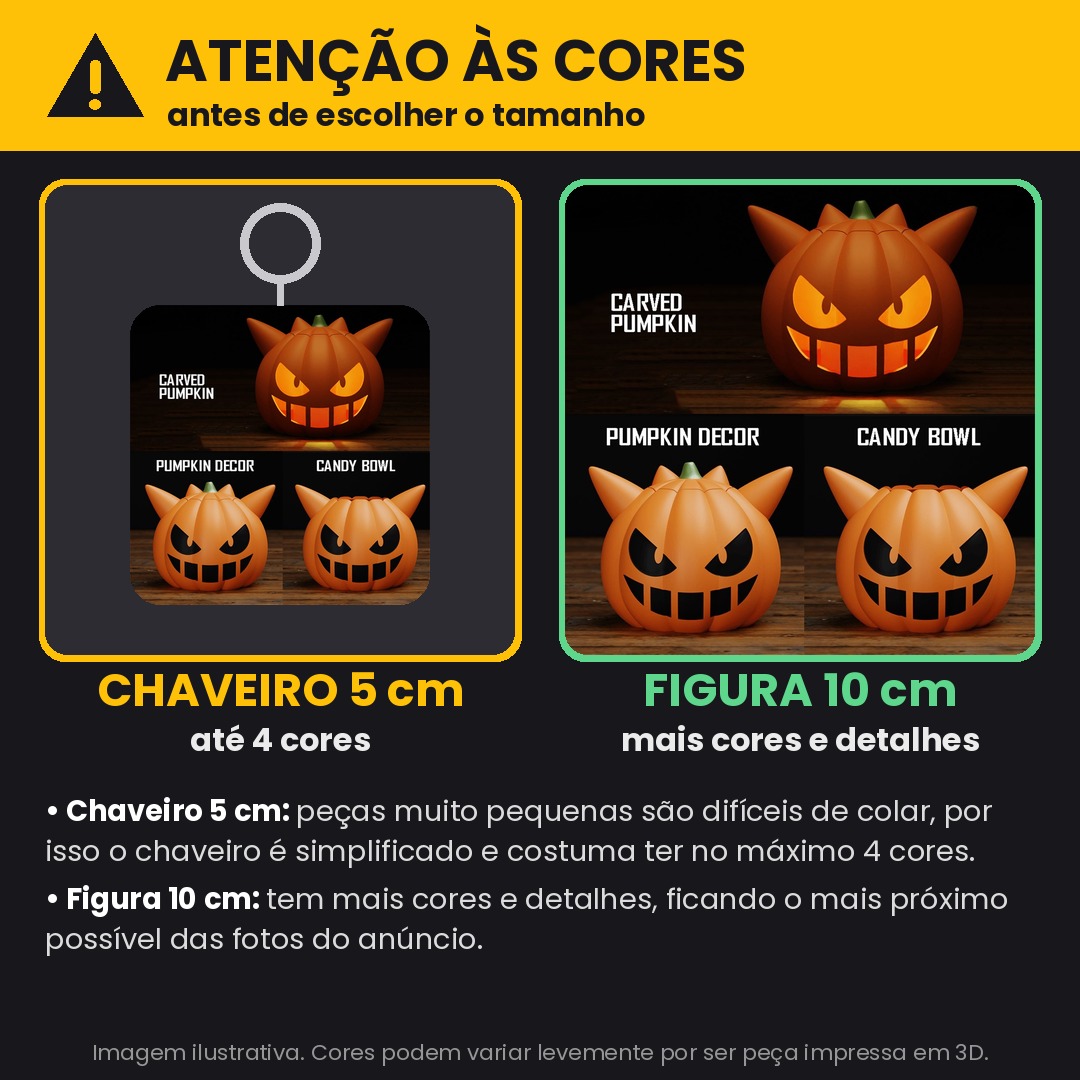 ATENÇÃO ÀS CORES
antes de escolher o tamanho
CARVED
PUMPKIN
PUMPKIN DECOR
CANDY BOWL
CARVED
PUMPKIN
PUMPKIN DECOR
CANDY BOWL
CHAVEIRO 5 cm
até 4 cores
FIGURA 10 cm
mais cores e detalhes
• Chaveiro 5 cm: peças muito pequenas são difíceis de colar, por
isso o chaveiro é simplificado e costuma ter no máximo 4 cores.
• Figura 10 cm: tem mais cores e detalhes, ficando o mais próximo
possível das fotos do anúncio.
Imagem ilustrativa. Cores podem variar levemente por ser peça impressa em 3D.